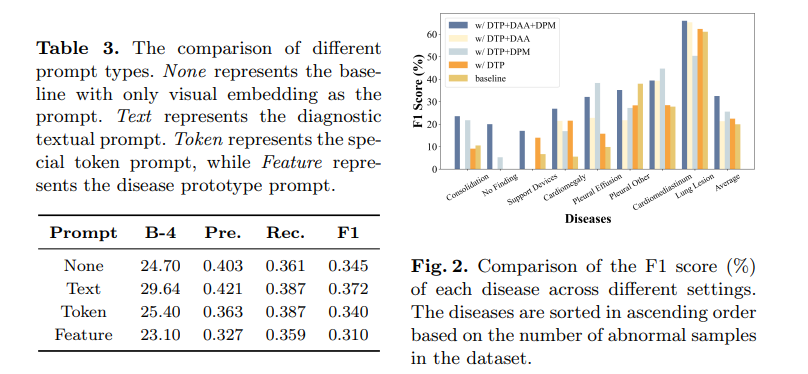 Table 3. The comparison of different
prompt types. None represents the base-
line with only visual embedding as the
prompt. Text represents the diagnostic
textual prompt. Token represents the spe-
cial token prompt, while Feature repre-
sents the disease prototype prompt.
Prompt B-4 Pre. Rec. F1
None 24.70 0.403 0.361 0.345
Text 29.64 0.421 0.387 0.372
Token 25.40 0.363 0.387 0.340
Feature 23.10 0.327 0.359 0.310
F1 Score (%)
60
50
40
30
20
10
0
w/ DTP+DAA+DPM
w/ DTP+DAA
w/ DTP+DPM
w/ DTP
baseline
Consolidation
No Finding
Support Devices
Cardiomegaly
Pleural Effusion
Pleural Other
Cardiomediastinum
Lung Lesion
Average
Diseases
Fig. 2. Comparison of the F1 score (%)
of each disease across different settings.
The diseases are sorted in ascending order
based on the number of abnormal samples
in the dataset.